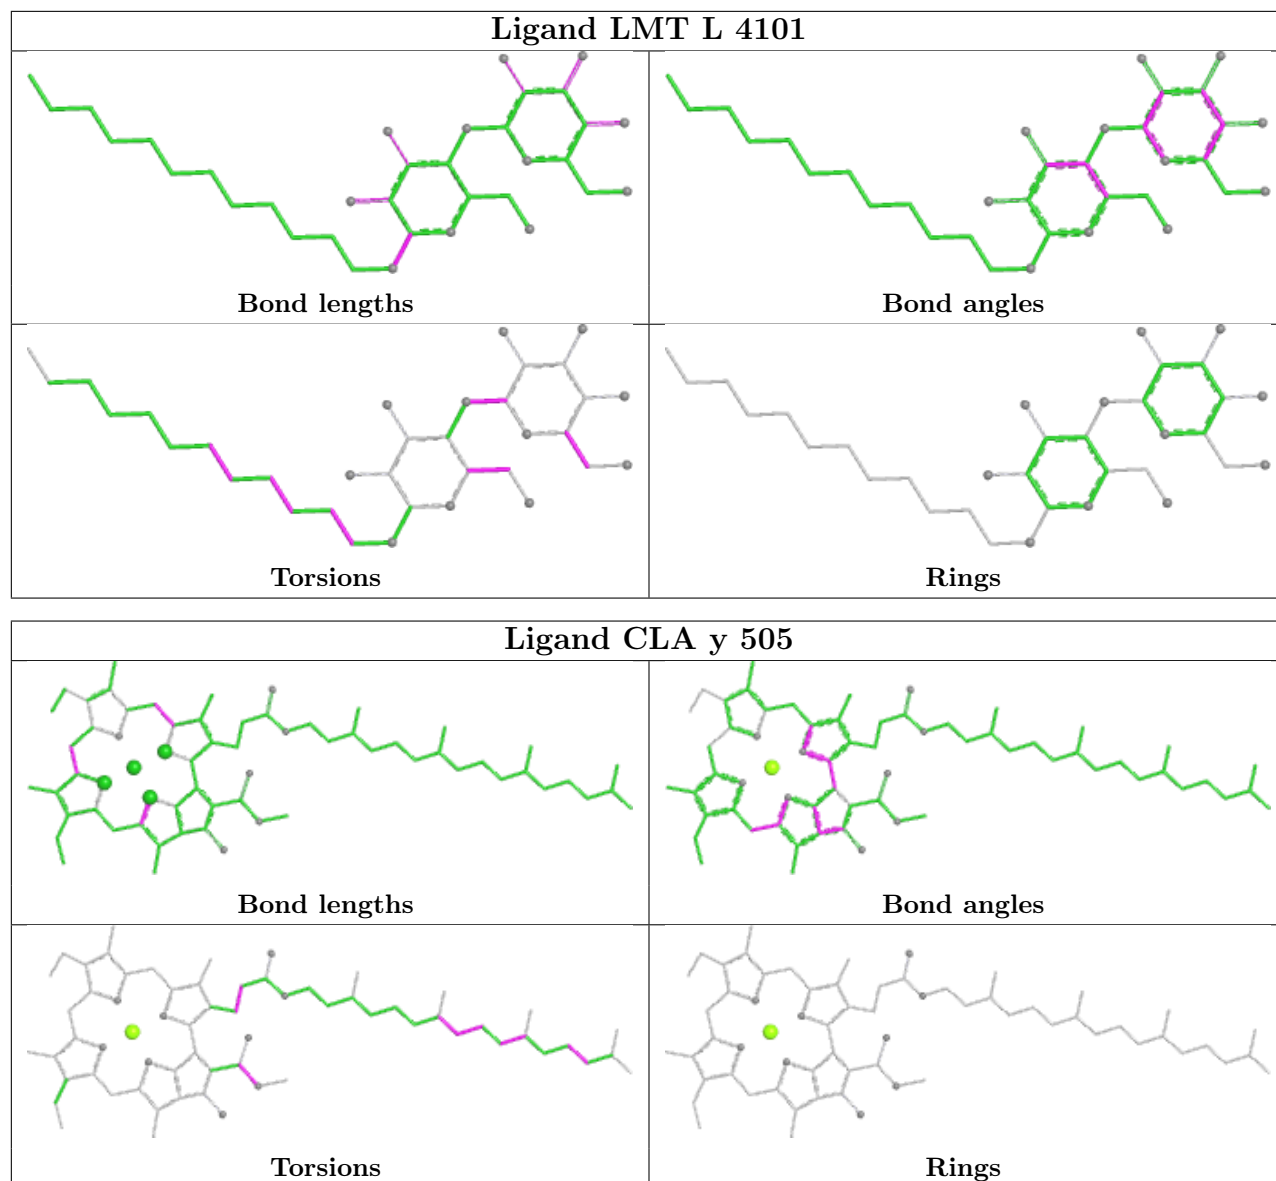 Ligand LMT L 4101
Bond lengths
Bond angles
Torsions
Rings
Ligand CLA y 505
Bond lengths
Bond angles
Torsions
Rings